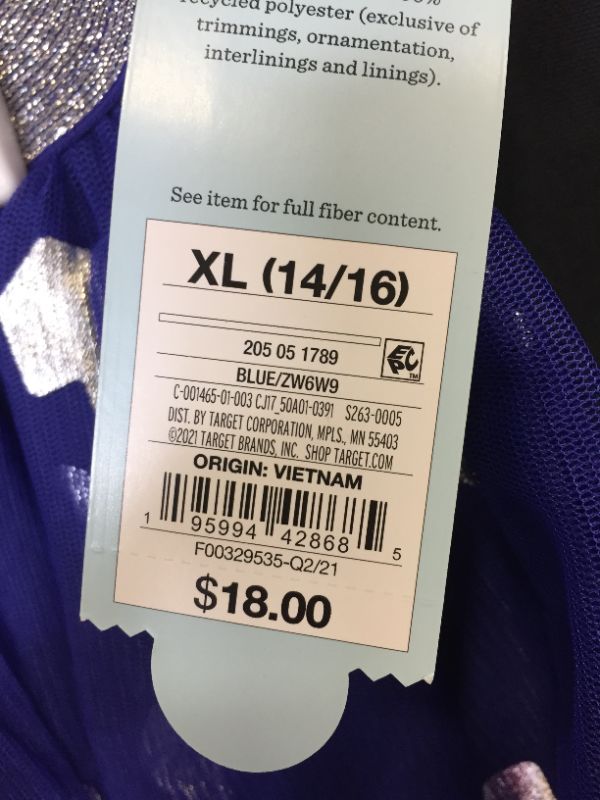 recycled polyester (exclusive of
trimmings, ornamentation,
interlinings and linings).
See item for full fiber content.
XL (14/16)
205 05 1789
EPC TM
BLUE/ZW6W9
C-001465-01-003 CJ17_50A01-0391 S263-0005
DIST. BY TARGET CORPORATION, MPLS., MN 55403
©2021 TARGET BRANDS, INC. SHOP TARGET.COM
ORIGIN: VIETNAM
1 95994 42868 5
F00329535-Q2/21
$18.00